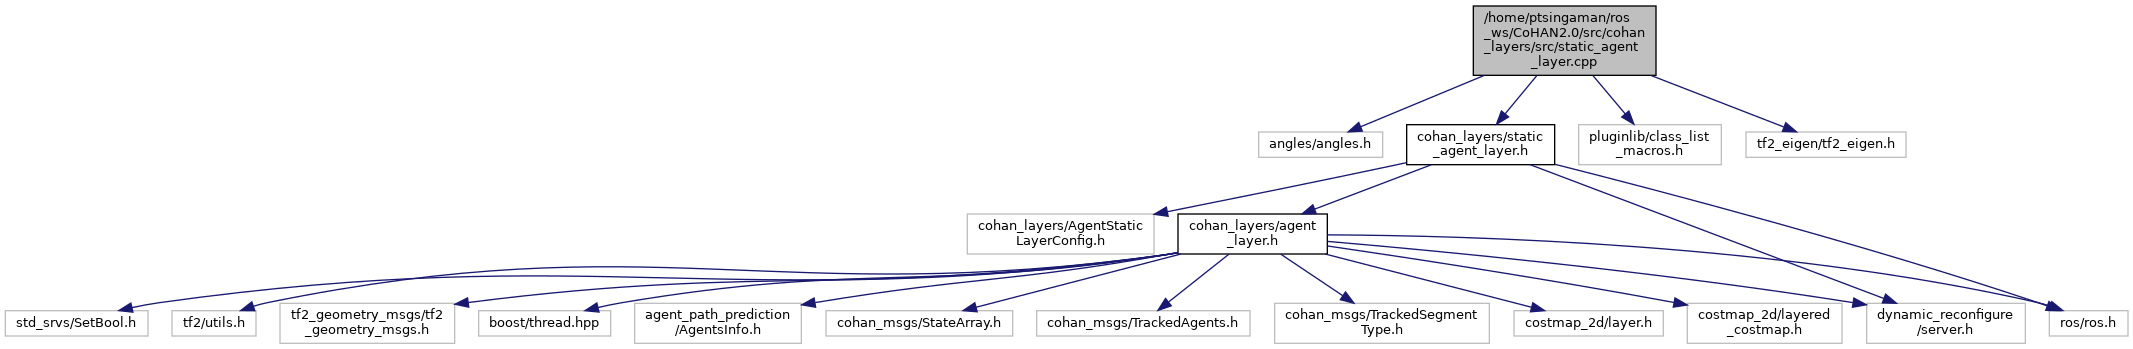 /home/ptsingaman/ros
_ws/CoHAN2.0/src/cohan
_layers/src/static_agent
_layer.cpp
angles/angles.h
cohan_layers/static
_agent_layer.h
pluginlib/class_list
_macros.h
tf2_eigen/tf2_eigen.h
cohan_layers/AgentStatic
LayerConfig.h
cohan_layers/agent
_layer.h
std_srvs/SetBool.h
tf2/utils.h
tf2_geometry_msgs/tf2
_geometry_msgs.h
boost/thread.hpp
agent_path_prediction
/AgentsInfo.h
cohan_msgs/StateArray.h
cohan_msgs/TrackedAgents.h
cohan_msgs/TrackedSegment
Type.h
costmap_2d/layer.h
costmap_2d/layered
_costmap.h
dynamic_reconfigure
/server.h
ros/ros.h